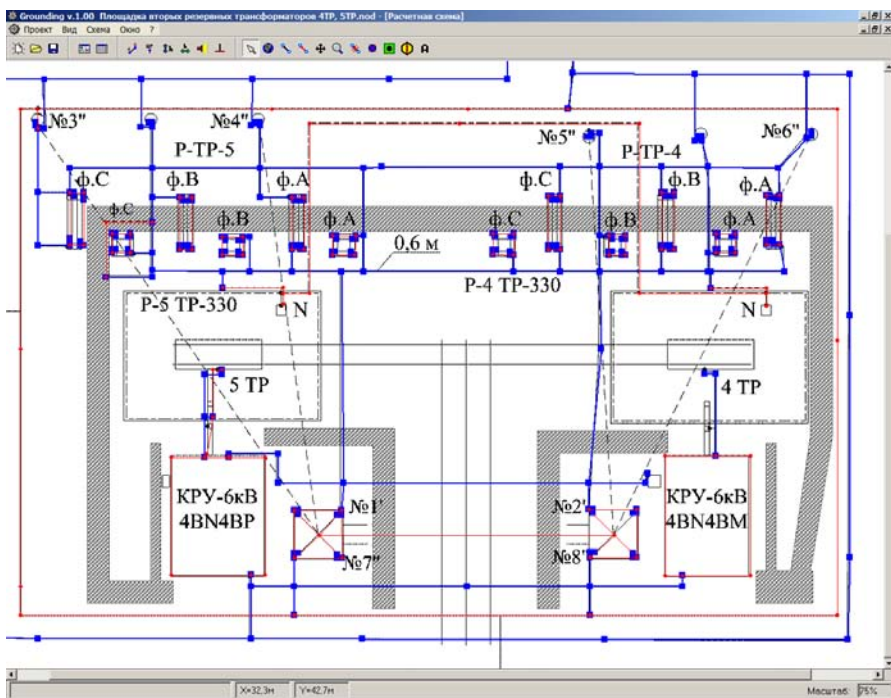 Grounding v.1.00 Площадка вторых резервных трансформаторов 4ТР, 5ТР.nod - [Расчетная схема]
Проект Вид Схема Окно ?
A
№3" №4" №5" №6"
Р-ТР-5 Р-ТР-4
ф.С ф.В ф.А ф.С ф.В ф.А
ф.С ф.В ф.А ф.С ф.В ф.А
0,6 м
Р-5 ТР-330 Р-4 ТР-330
N N
5 ТР 4 ТР
КРУ-6кВ №1' №2' КРУ-6кВ
4BN4BP 4BN4BM
№7" №8"
X=32,3м Y=42,7м Масштаб: 75%